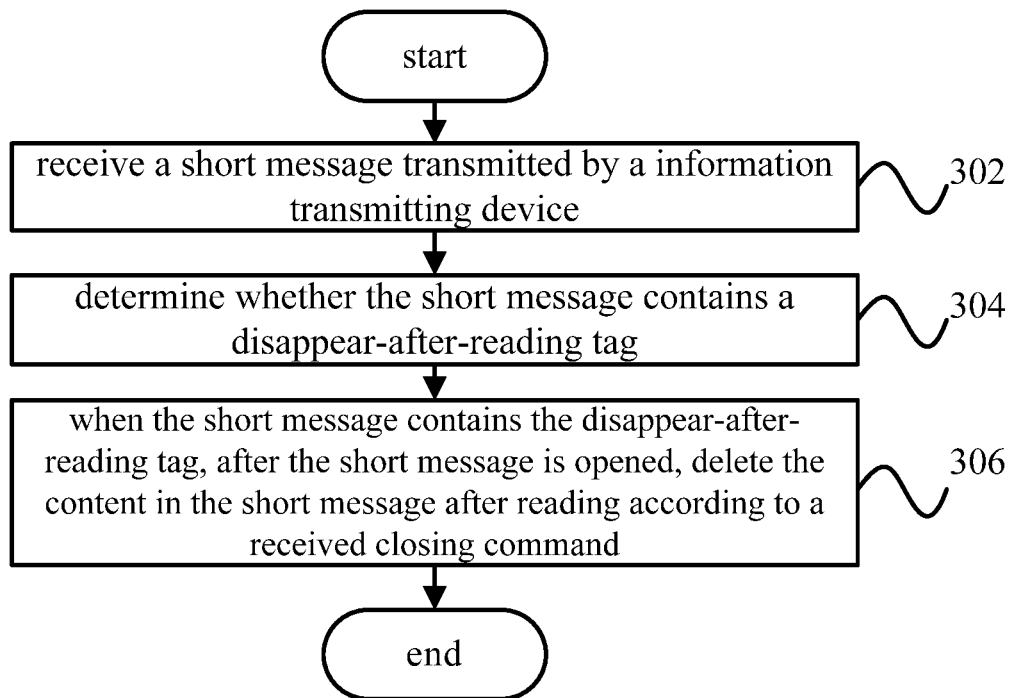 start
receive a short message transmitted by a information
transmitting device
302
determine whether the short message contains a
disappear-after-reading tag
304
when the short message contains the disappear-after-
reading tag, after the short message is opened, delete the
content in the short message after reading according to a
received closing command
306
end